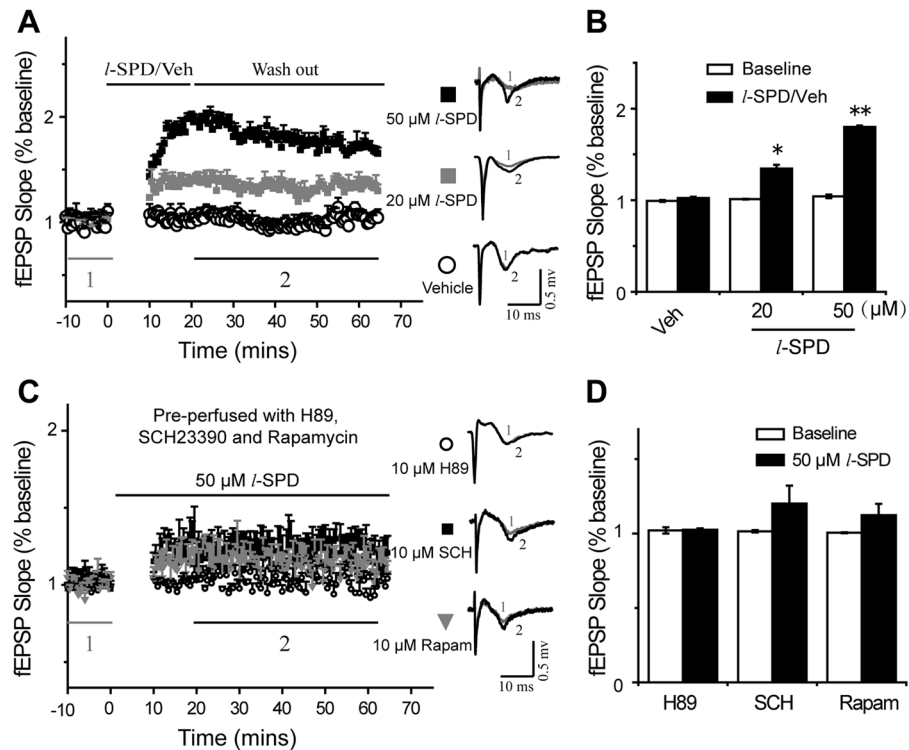 A
l-SPD/Veh
Wash out
fEPSP Slope (% baseline)
2
1
1
2
-10 0 10 20 30 40 50 60 70
Time (mins)
50 µM l-SPD
1
2
20 µM l-SPD
1
2
Vehicle
1
2
0.5 mv
10 ms
B
Baseline
l-SPD/Veh
fEPSP Slope (% baseline)
2
1
0
*
**
Veh
20
50 (µM)
l-SPD
C
Pre-perfused with H89,
SCH23390 and Rapamycin
50 µM l-SPD
fEPSP Slope (% baseline)
2
1
1
2
-10 0 10 20 30 40 50 60 70
Time (mins)
10 µM H89
1
2
10 µM SCH
1
2
10 µM Rapam
1
2
0.5 mv
10 ms
D
Baseline
50 µM l-SPD
fEPSP Slope (% baseline)
1
0
H89 SCH Rapam